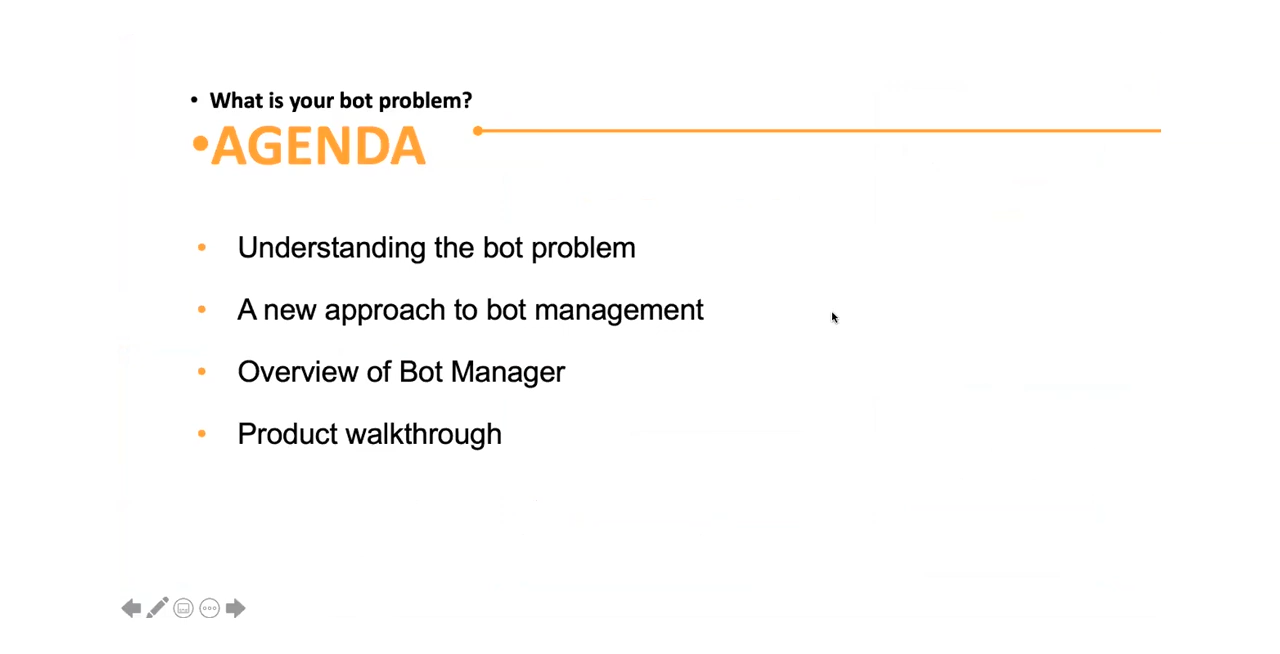 • What is your bot problem?
•AGENDA
• Understanding the bot problem
• A new approach to bot management
• Overview of Bot Manager
• Product walkthrough